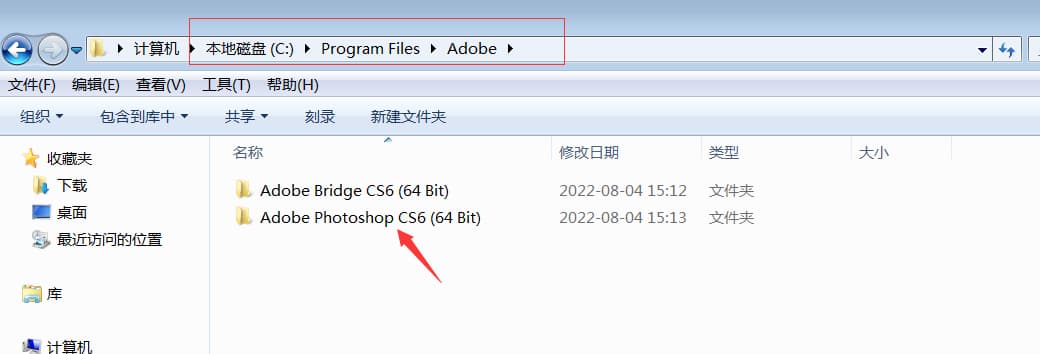 计算机 本地磁盘 (C:) Program Files Adobe
文件(F) 编辑(E) 查看(V) 工具(T) 帮助(H)
组织 包含到库中 共享 刻录 新建文件夹
收藏夹
下载
桌面
最近访问的位置
库
计算机
名称 修改日期 类型 大小
Adobe Bridge CS6 (64 Bit) 2022-08-04 15:12 文件夹
Adobe Photoshop CS6 (64 Bit) 2022-08-04 15:13 文件夹